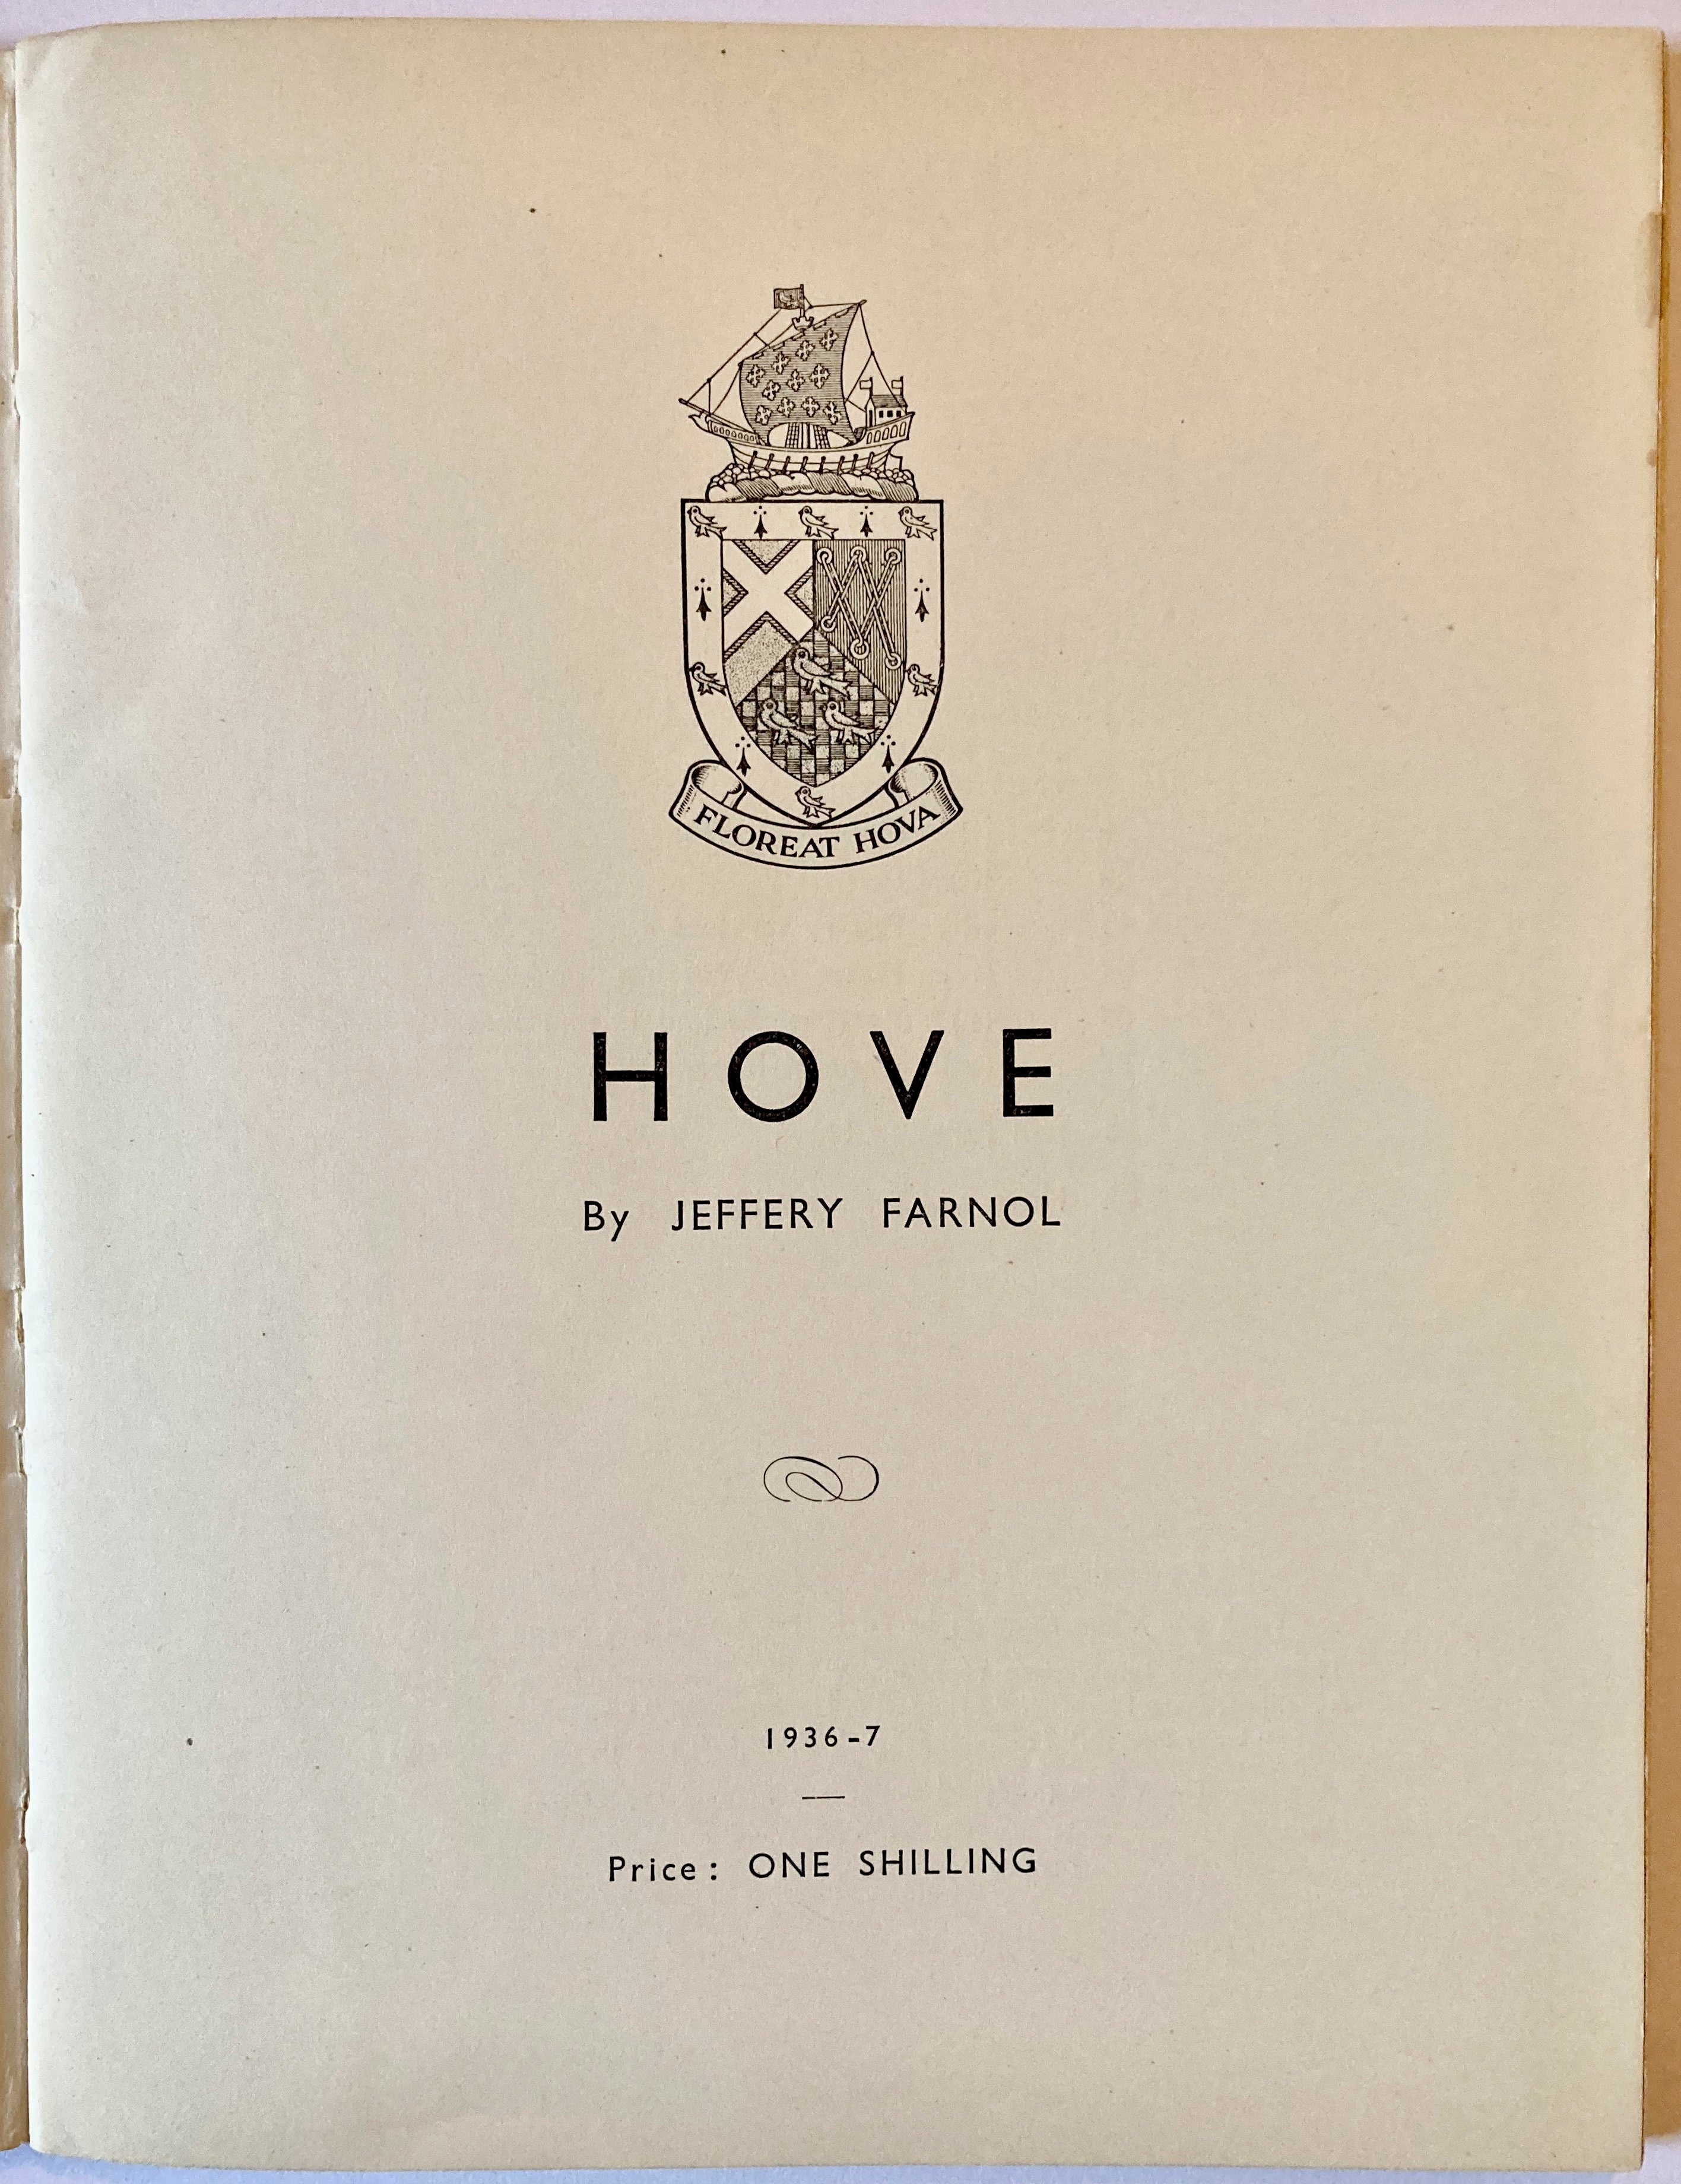 FLOREAT HOVA
HOVE
By JEFFERY FARNOL
1936-7
Price: ONE SHILLING